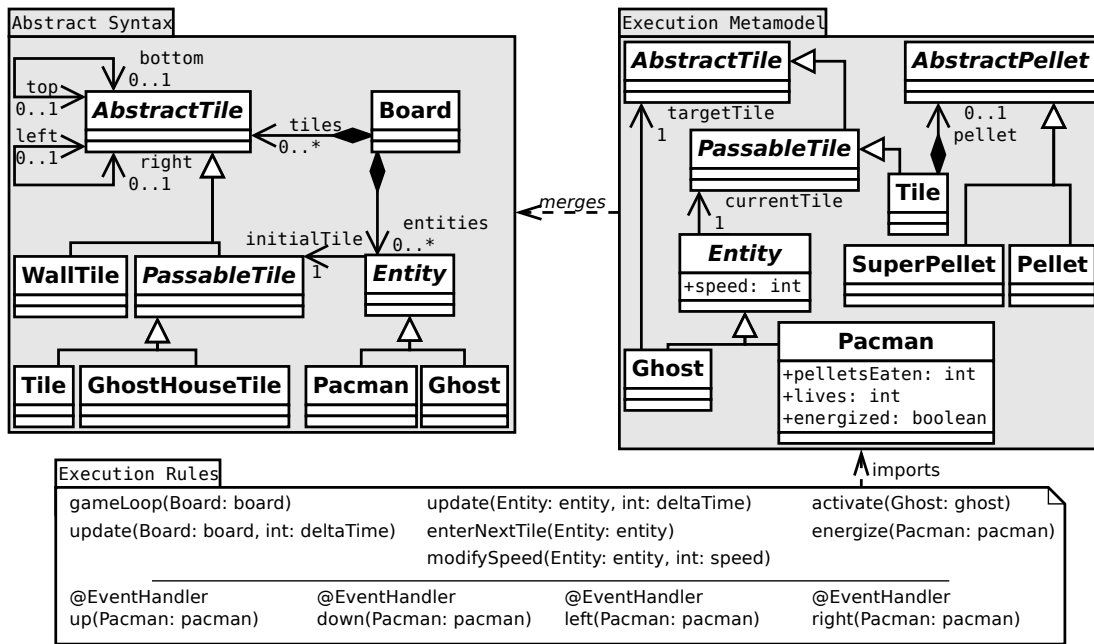 Abstract Syntax
bottom
0..1
top
0..1
AbstractTile
left
0..1
right
0..1
tiles
0..*
Board
entities
0..*
initialTile
1
WallTile
PassableTile
Entity
Tile
GhostHouseTile
Pacman
Ghost
merges
Execution Metamodel
AbstractTile
AbstractPellet
targetTile
1
0..1
pellet
PassableTile
Tile
currentTile
1
Entity
+speed: int
SuperPellet
Pellet
Ghost
Pacman
+pelletsEaten: int
+lives: int
+energized: boolean
imports
Execution Rules
gameLoop(Board: board)
update(Board: board, int: deltaTime)
update(Entity: entity, int: deltaTime)
enterNextTile(Entity: entity)
modifySpeed(Entity: entity, int: speed)
activate(Ghost: ghost)
energize(Pacman: pacman)
@EventHandler
up(Pacman: pacman)
@EventHandler
down(Pacman: pacman)
@EventHandler
left(Pacman: pacman)
@EventHandler
right(Pacman: pacman)